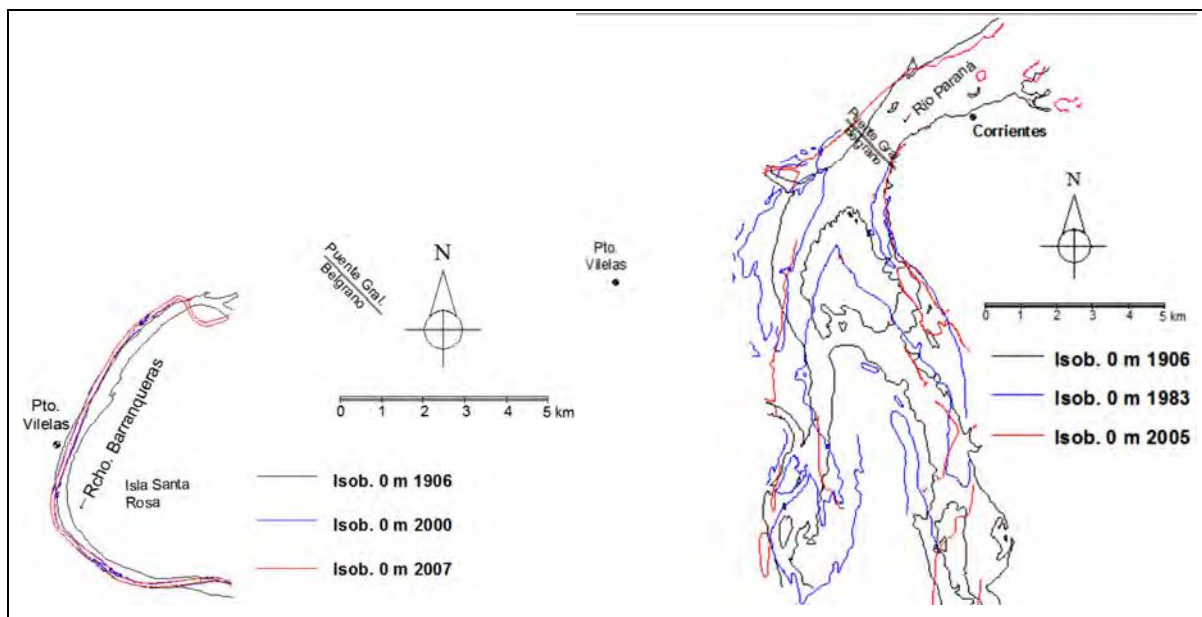 Puente Gral.
Belgrano
N
Pto.
Vilelas
Rcho. Barranqueras
Isla Santa
Rosa
0 1 2 3 4 5 km
Isob. 0 m 1906
Isob. 0 m 2000
Isob. 0 m 2007
Rio Paraná
Puente Gral.
Belgrano
Corrientes
N
Pto.
Vilelas
0 1 2 3 4 5 km
Isob. 0 m 1906
Isob. 0 m 1983
Isob. 0 m 2005